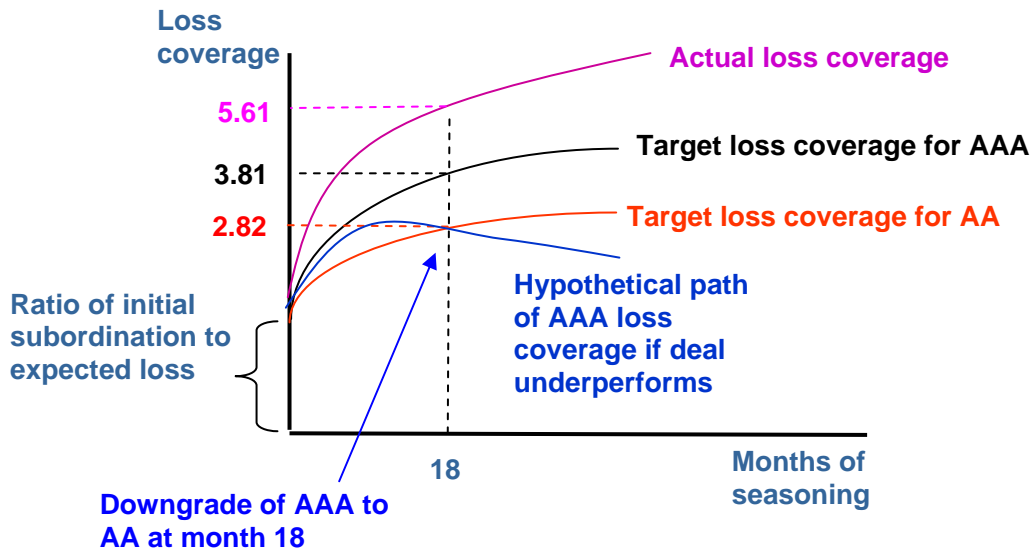 Loss
coverage
Actual loss coverage
5.61
Target loss coverage for AAA
3.81
Target loss coverage for AA
2.82
Ratio of initial
subordination to
expected loss
Hypothetical path
of AAA loss
coverage if deal
underperforms
18
Months of
seasoning
Downgrade of AAA to
AA at month 18